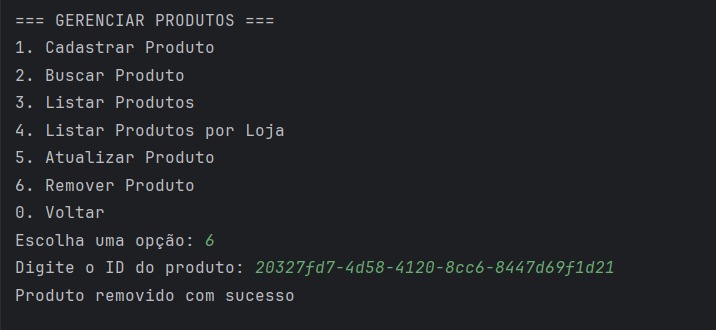 === GERENCIAR PRODUTOS ===
1. Cadastrar Produto
2. Buscar Produto
3. Listar Produtos
4. Listar Produtos por Loja
5. Atualizar Produto
6. Remover Produto
0. Voltar
Escolha uma opção: 6
Digite o ID do produto: 20327fd7-4d58-4120-8cc6-8447d69f1d21
Produto removido com sucesso